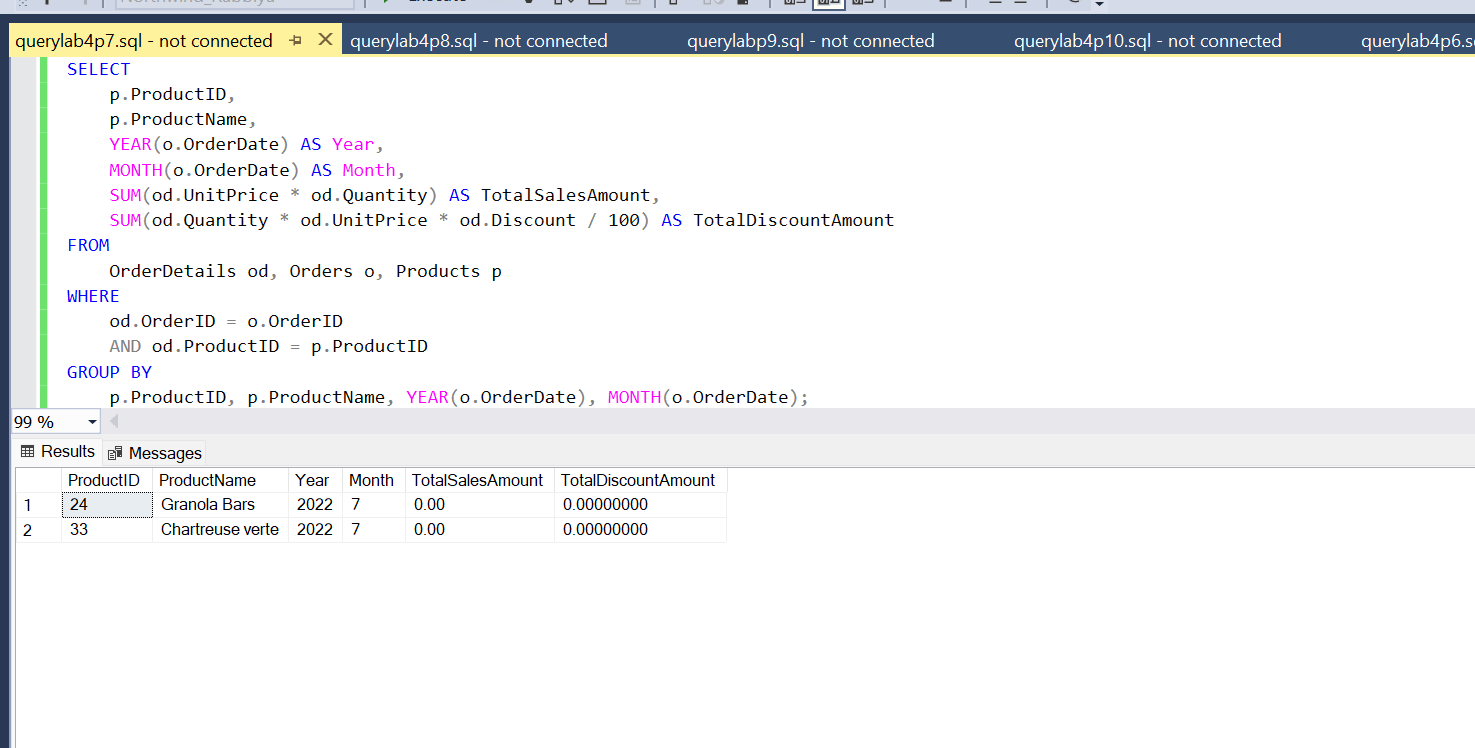 querylab4p7.sql - not connected querylab4p8.sql - not connected querylabp9.sql - not connected querylab4p10.sql - not connected querylab4p6.s
SELECT
p.ProductID,
p.ProductName,
YEAR(o.OrderDate) AS Year,
MONTH(o.OrderDate) AS Month,
SUM(od.UnitPrice * od.Quantity) AS TotalSalesAmount,
SUM(od.Quantity * od.UnitPrice * od.Discount / 100) AS TotalDiscountAmount
FROM
OrderDetails od, Orders o, Products p
WHERE
od.OrderID = o.OrderID
AND od.ProductID = p.ProductID
GROUP BY
p.ProductID, p.ProductName, YEAR(o.OrderDate), MONTH(o.OrderDate);
99 %
Results Messages
ProductID ProductName Year Month TotalSalesAmount TotalDiscountAmount
1 24 Granola Bars 2022 7 0.00 0.00000000
2 33 Chartreuse verte 2022 7 0.00 0.00000000